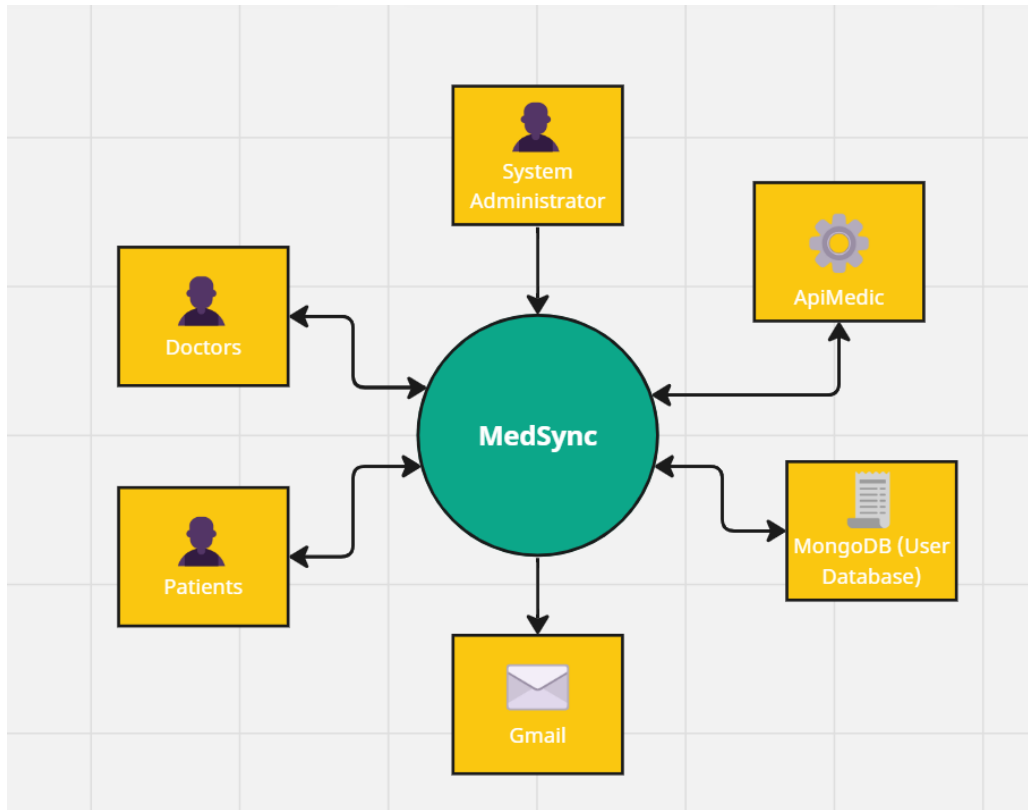 System
Administrator
ApiMedic
Doctors
MedSync
MongoDB (User
Database)
Patients
Gmail